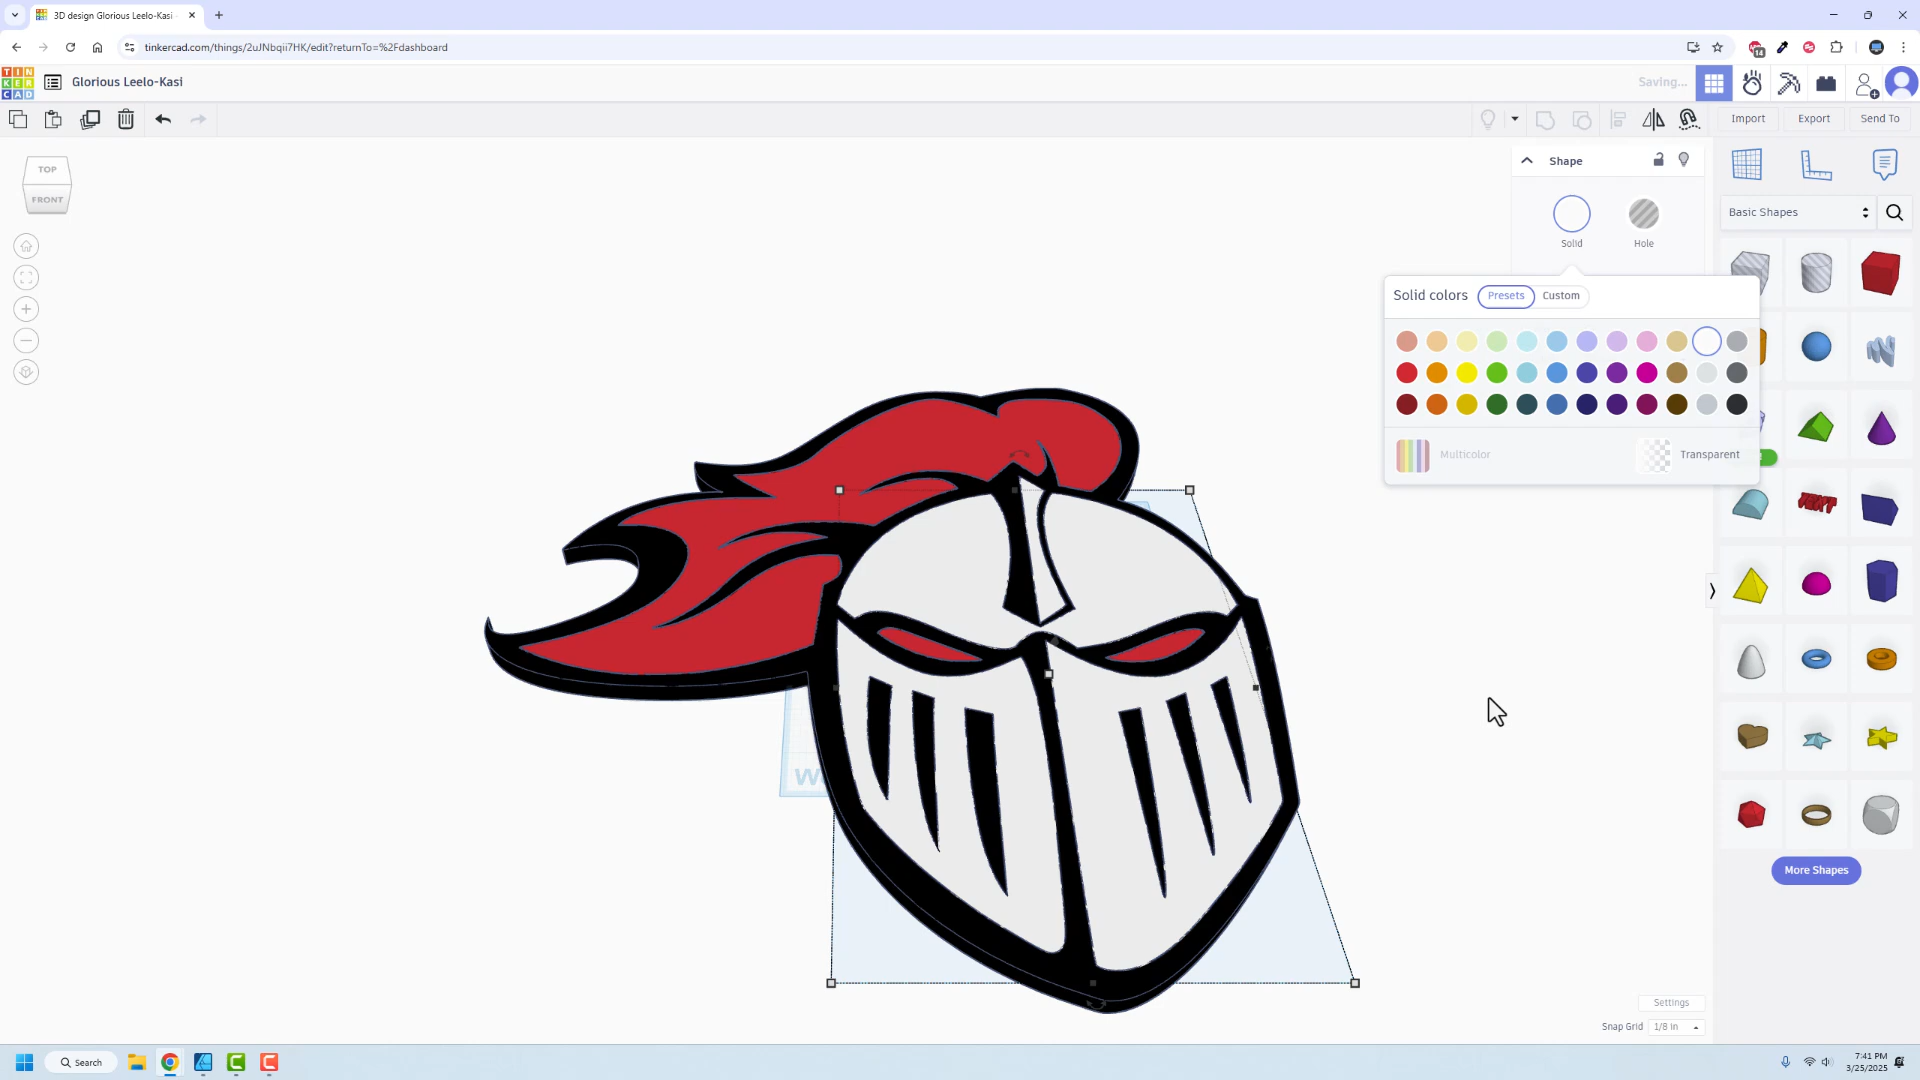 3D design Glorious Leelo-Kasi
tinkercad.com/things/2uJNbqii7HK/edit?returnTo=%2Fdashboard
14
TIN
KER
CAD
Glorious Leelo-Kasi
Saving...
Import
Export
Send To
TOP
FRONT
Shape
Solid
Hole
Basic Shapes
Solid colors
Presets
Custom
Multicolor
Transparent
TEXT
More Shapes
Settings
Snap Grid
1/8 in
Search
7:41 PM
3/25/2025